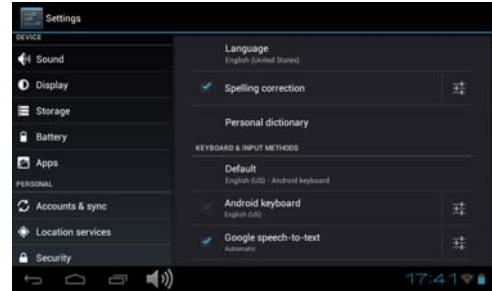 Settings
DEVICE
Sound
Display
Storage
Battery
Apps
PERSONAL
Accounts & sync
Location services
Security
Language
English (United States)
Spelling correction
Personal dictionary
KEYBOARD & INPUT METHODS
Default
English (US) - Android keyboard
Android keyboard
English (US)
Google speech-to-text
Automatic
17:41